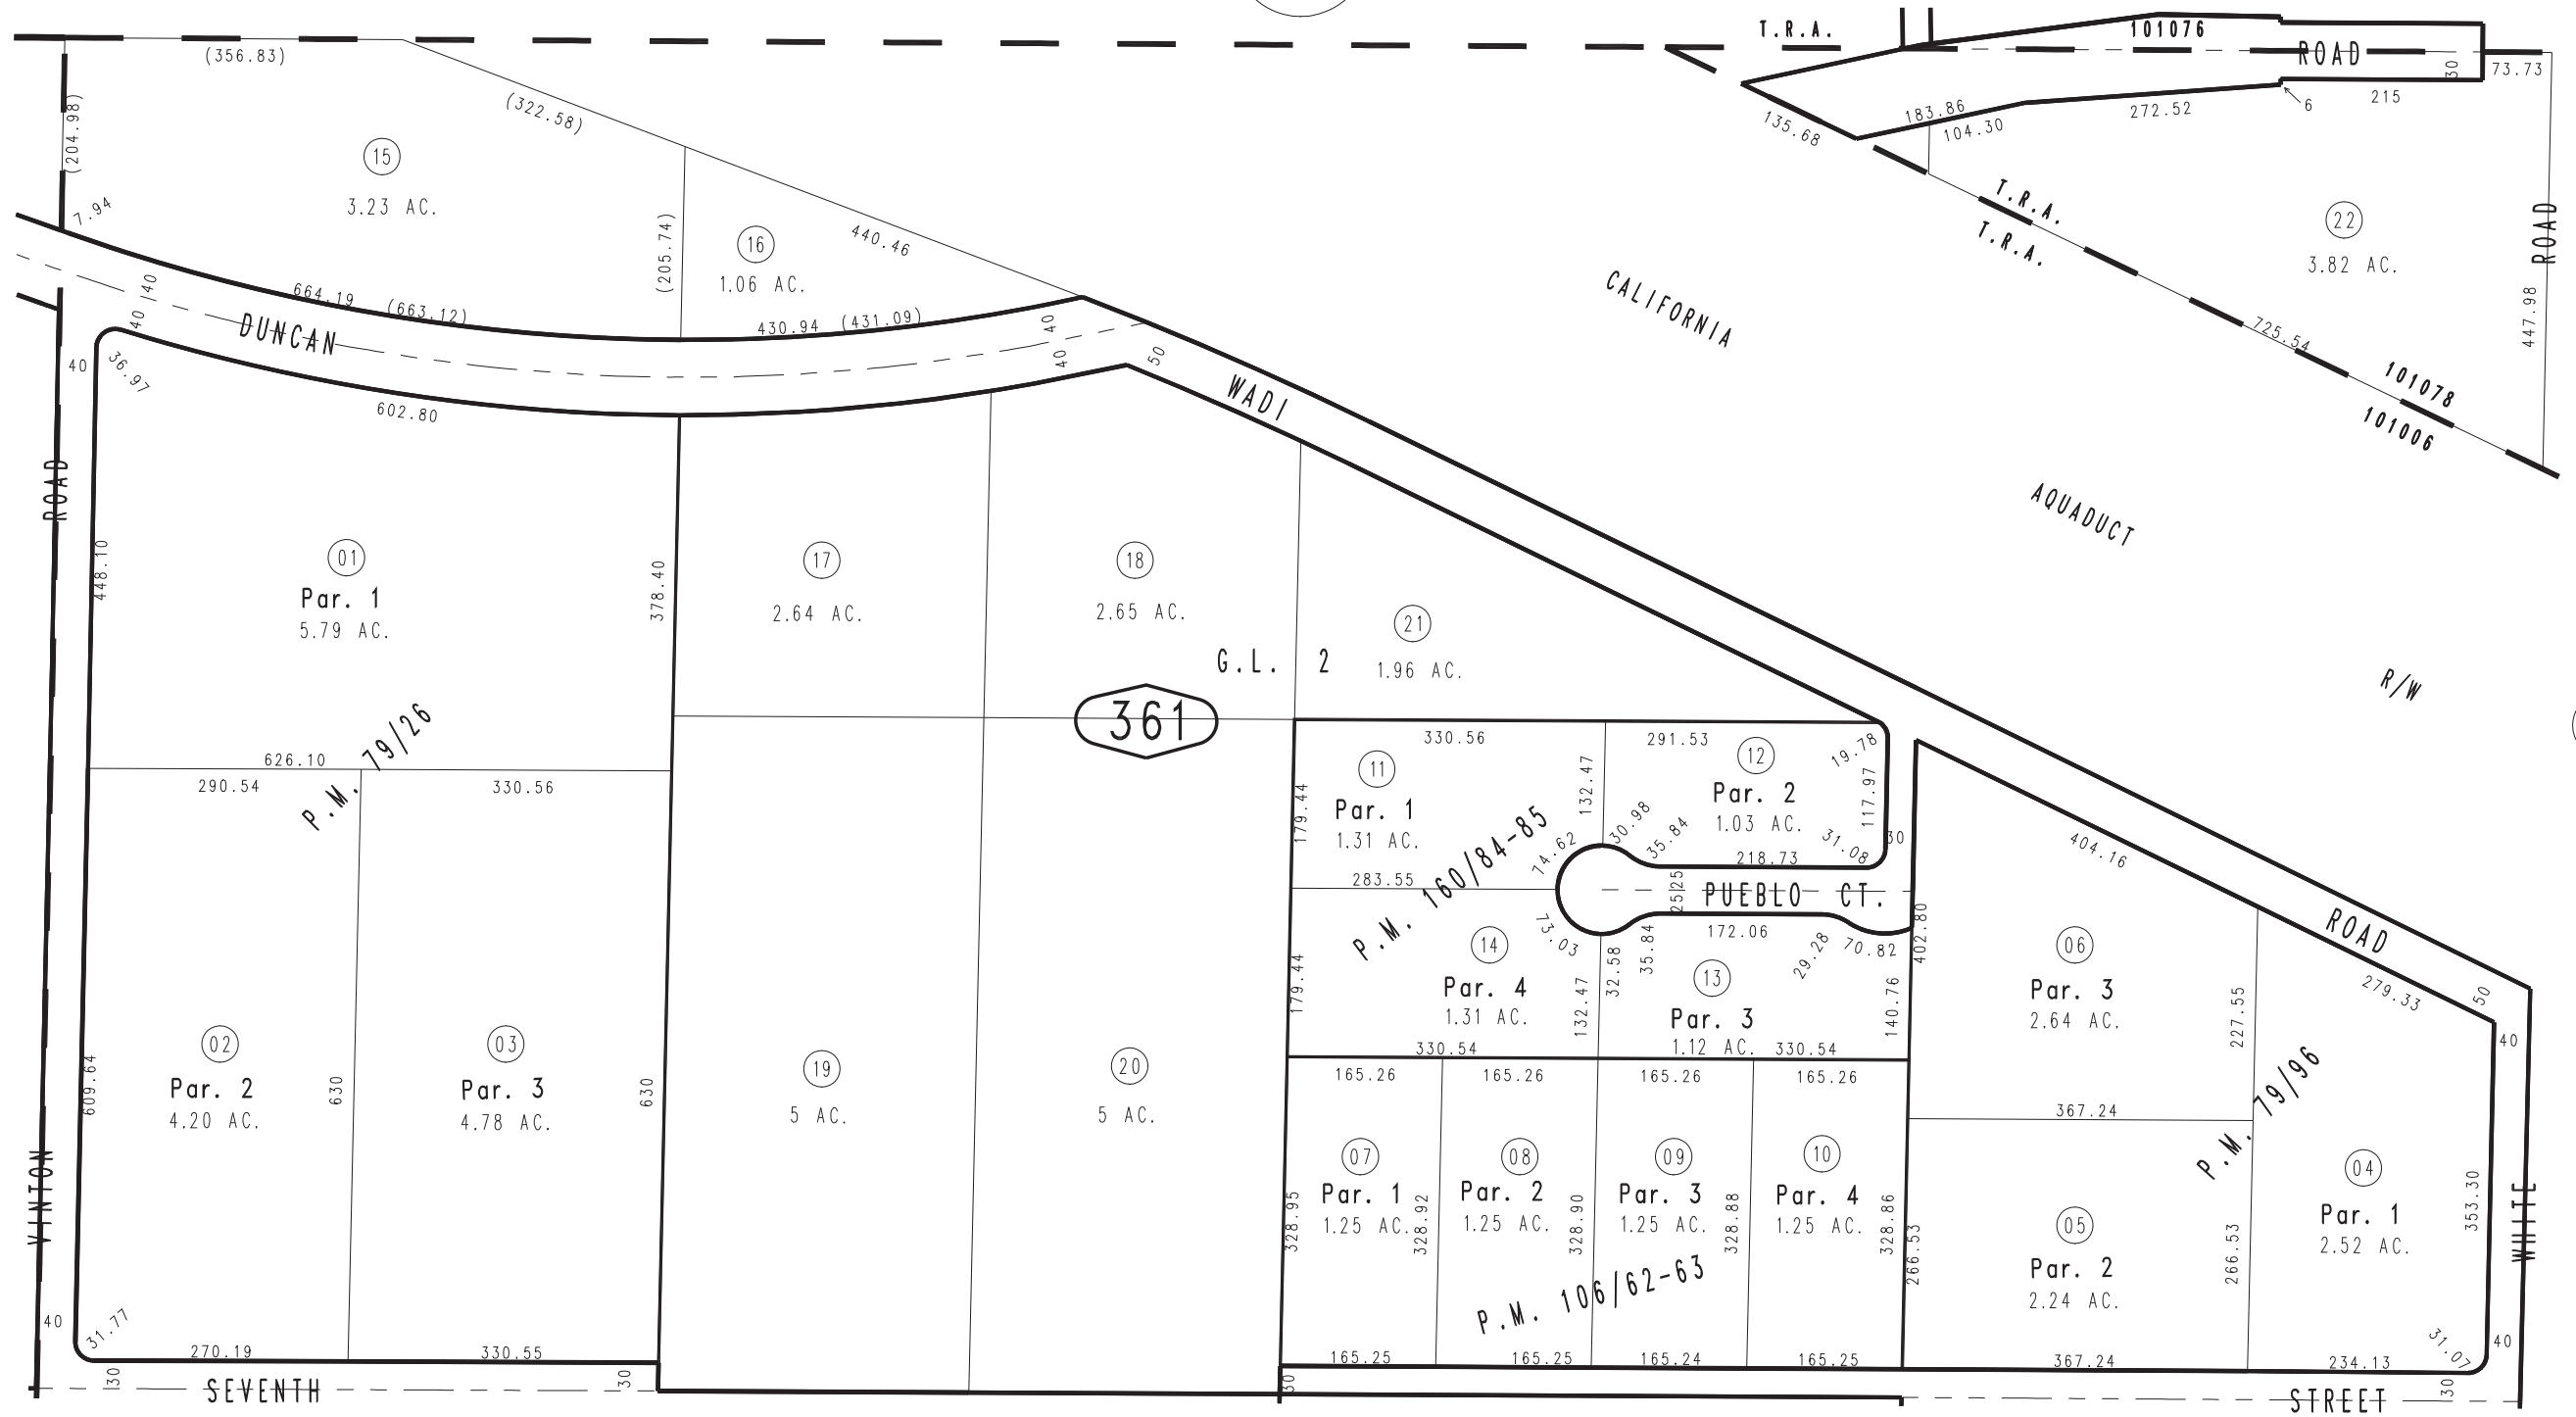 T.R.A.
101076
ROAD
30
73.73
(356.83)
(322.58)
(204.98)
7.94
15
3.23 AC.
(205.74)
16
1.06 AC.
440.46
135.68
183.86
104.30
272.52
6
215
T.R.A.
T.R.A.
22
3.82 AC.
ROAD
447.98
725.54
101078
101006
CALIFORNIA
AQUADUCT
R/W
40
40
664.19 (663.12)
430.94 (431.09)
DUNCAN
40
40
50
WADI
40
36.97
602.80
ROAD
448.10
01
Par. 1
5.79 AC.
378.40
17
2.64 AC.
18
2.65 AC.
G.L. 2
21
1.96 AC.
361
P.M. 79/26
626.10
290.54
330.56
330.56
291.53
19.78
11
Par. 1
1.31 AC.
179.44
132.47
12
Par. 2
1.03 AC.
117.97
30
74.62
30.98
35.84
218.73
31.08
283.55
P.M. 160/84-85
25
25
PUEBLO CT.
73.03
32.58
35.84
172.06
29.28
70.82
402.80
404.16
ROAD
279.33
50
40
14
Par. 4
1.31 AC.
179.44
132.47
330.54
13
Par. 3
1.12 AC.
330.54
140.76
06
Par. 3
2.64 AC.
227.55
367.24
P.M. 79/96
609.64
02
Par. 2
4.20 AC.
630
03
Par. 3
4.78 AC.
630
19
5 AC.
20
5 AC.
165.26
165.26
165.26
165.26
07
Par. 1
1.25 AC.
328.95
328.92
08
Par. 2
1.25 AC.
328.90
09
Par. 3
1.25 AC.
328.88
10
Par. 4
1.25 AC.
328.86
P.M. 106/62-63
266.53
05
Par. 2
2.24 AC.
266.53
04
Par. 1
2.52 AC.
353.30
WHITE
VINTON
40
31.77
270.19
330.55
165.25
165.25
165.24
165.25
367.24
234.13
31.07
40
30
SEVENTH
30
30
STREET
30